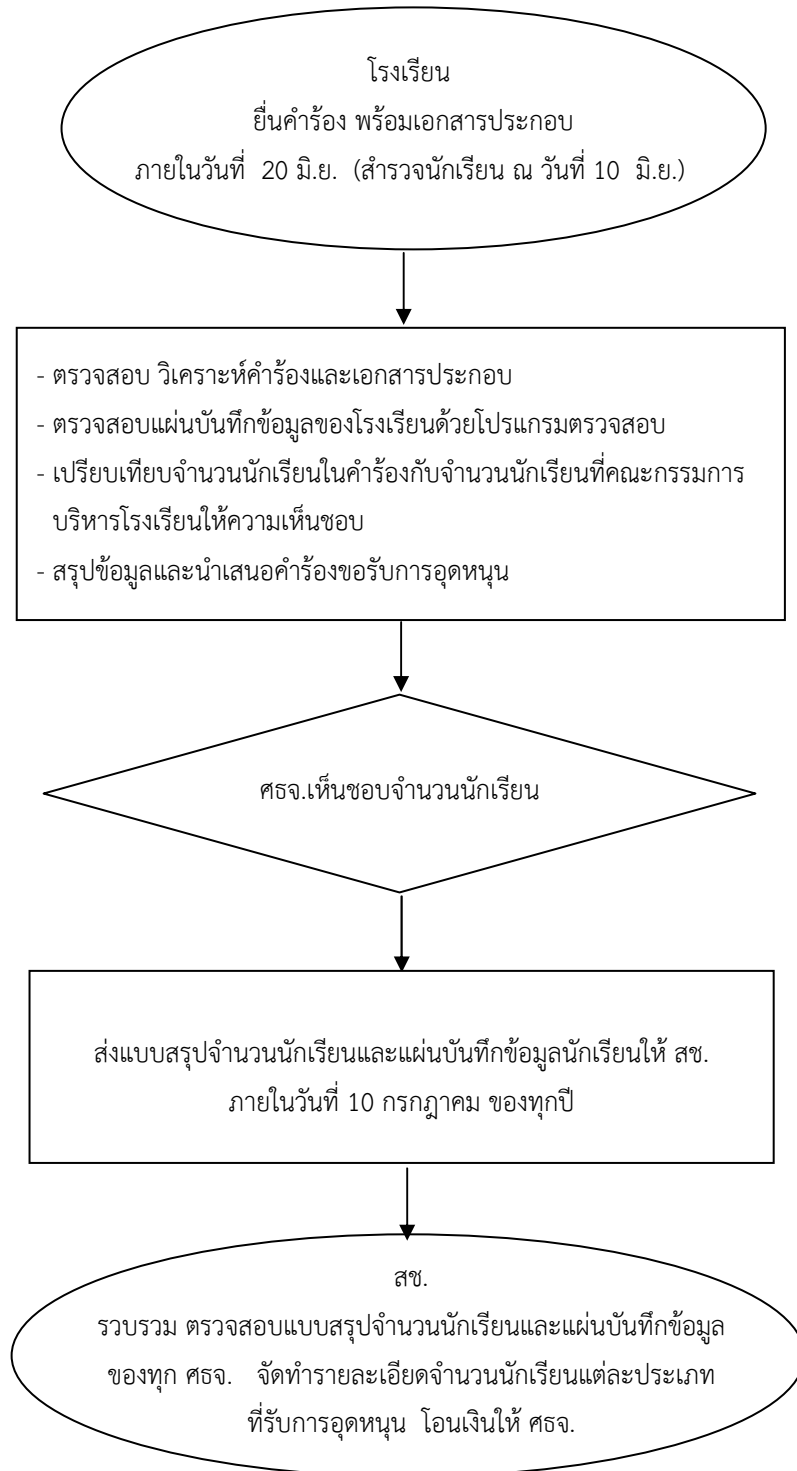 โรงเรียน
ยื่นคำร้อง พร้อมเอกสารประกอบ
ภายในวันที่ 20 มิ.ย. (สำรวจนักเรียน ณ วันที่ 10 มิ.ย.)
- ตรวจสอบ วิเคราะห์คำร้องและเอกสารประกอบ
- ตรวจสอบแผ่นบันทึกข้อมูลของโรงเรียนด้วยโปรแกรมตรวจสอบ
- เปรียบเทียบจำนวนนักเรียนในคำร้องกับจำนวนนักเรียนที่คณะกรรมการ
บริหารโรงเรียนให้ความเห็นชอบ
- สรุปข้อมูลและนำเสนอคำร้องขอรับการอุดหนุน
ศธจ.เห็นชอบจำนวนนักเรียน
ส่งแบบสรุปจำนวนนักเรียนและแผ่นบันทึกข้อมูลนักเรียนให้ สช.
ภายในวันที่ 10 กรกฎาคม ของทุกปี
สช.
รวบรวม ตรวจสอบแบบสรุปจำนวนนักเรียนและแผ่นบันทึกข้อมูล
ของทุก ศธจ. จัดทำรายละเอียดจำนวนนักเรียนแต่ละประเภท
ที่รับการอุดหนุน โอนเงินให้ ศธจ.